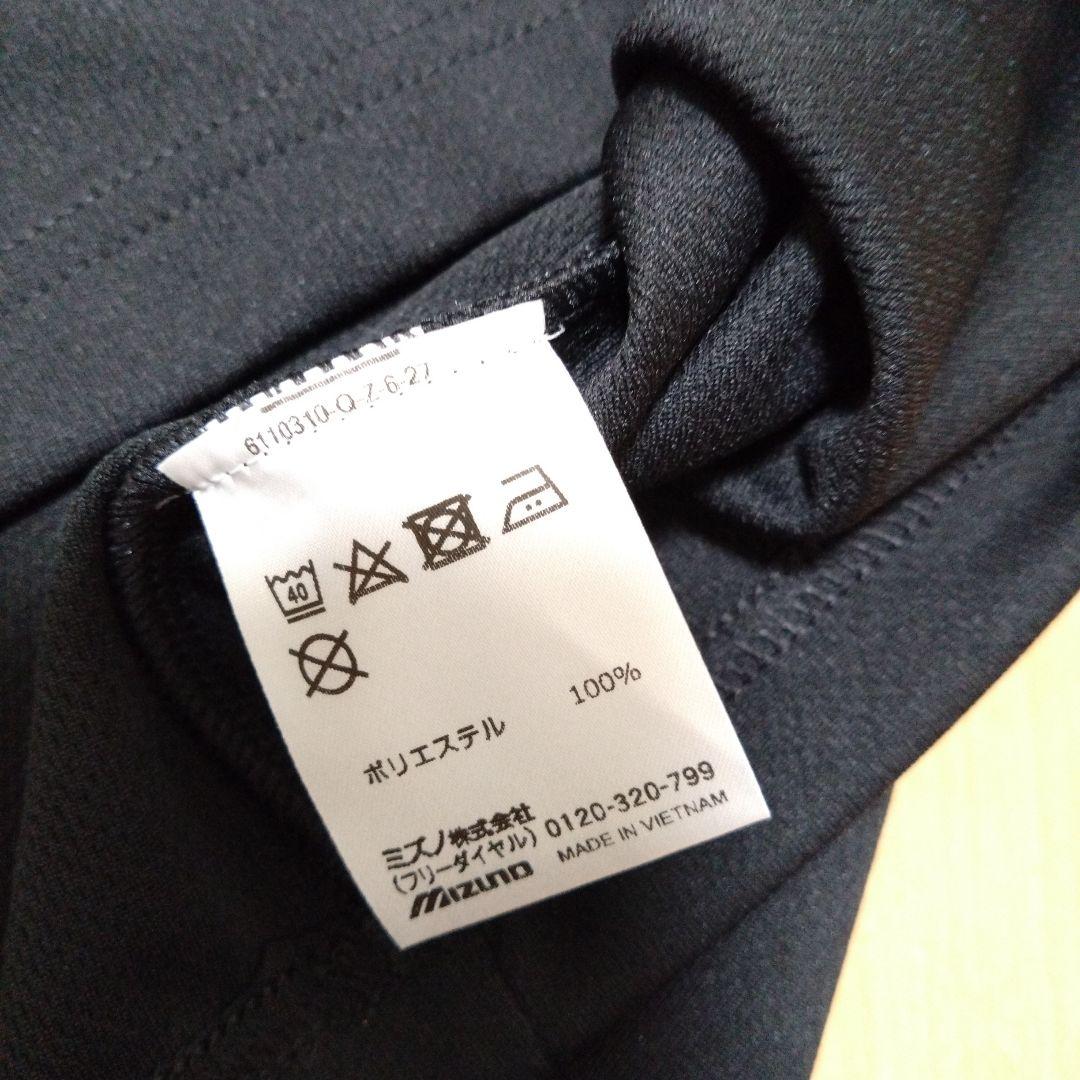 6110310-Q-Z-6-27
40
ポリエステル 100%
ミズノ株式会社
(フリーダイヤル) 0120-320-799
MIZUNO MADE IN VIETNAM